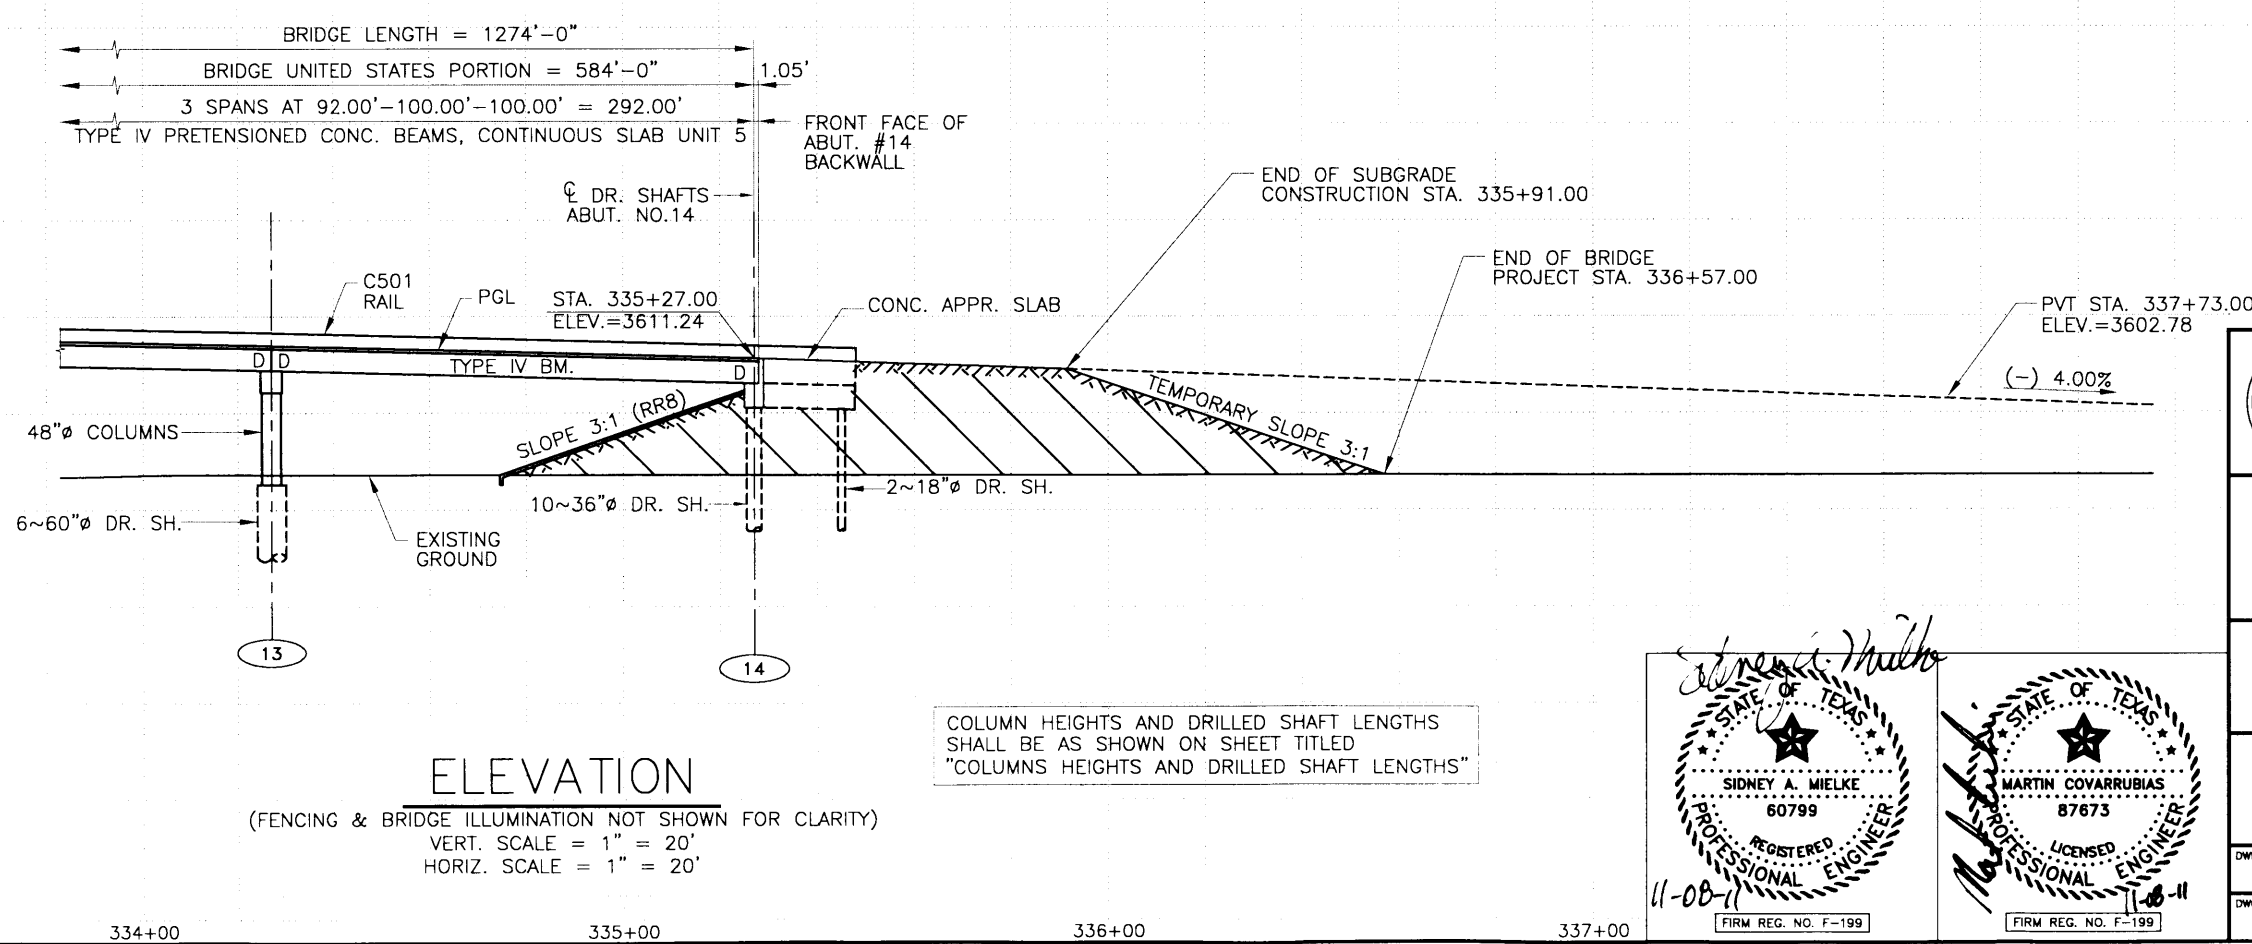 BRIDGE LENGTH = 1274'-0"
BRIDGE UNITED STATES PORTION = 584'-0"
1.05'
3 SPANS AT 92.00'-100.00'-100.00' = 292.00'
TYPE IV PRETENSIONED CONC. BEAMS, CONTINUOUS SLAB UNIT 5
FRONT FACE OF
ABUT. #14
BACKWALL
℄ DR. SHAFTS
ABUT. NO.14
END OF SUBGRADE
CONSTRUCTION STA. 335+91.00
END OF BRIDGE
PROJECT STA. 336+57.00
C501
RAIL
PGL
STA. 335+27.00
ELEV.=3611.24
CONC. APPR. SLAB
PVT STA. 337+73.00
ELEV.=3602.78
D D
TYPE IV BM.
D
(-) 4.00%
SLOPE 3:1 (RR8)
TEMPORARY SLOPE 3:1
48"ø COLUMNS
6~60"ø DR. SH.
EXISTING
GROUND
10~36"ø DR. SH.
2~18"ø DR. SH.
13
14
ELEVATION
(FENCING & BRIDGE ILLUMINATION NOT SHOWN FOR CLARITY)
VERT. SCALE = 1" = 20'
HORIZ. SCALE = 1" = 20'
COLUMN HEIGHTS AND DRILLED SHAFT LENGTHS
SHALL BE AS SHOWN ON SHEET TITLED
"COLUMNS HEIGHTS AND DRILLED SHAFT LENGTHS"
Sidney A. Mielke
STATE OF TEXAS
SIDNEY A. MIELKE
60799
REGISTERED
PROFESSIONAL ENGINEER
11-08-11
FIRM REG. NO. F-199
STATE OF TEXAS
MARTIN COVARRUBIAS
87673
LICENSED
PROFESSIONAL ENGINEER
11-08-11
FIRM REG. NO. F-199
334+00
335+00
336+00
337+00